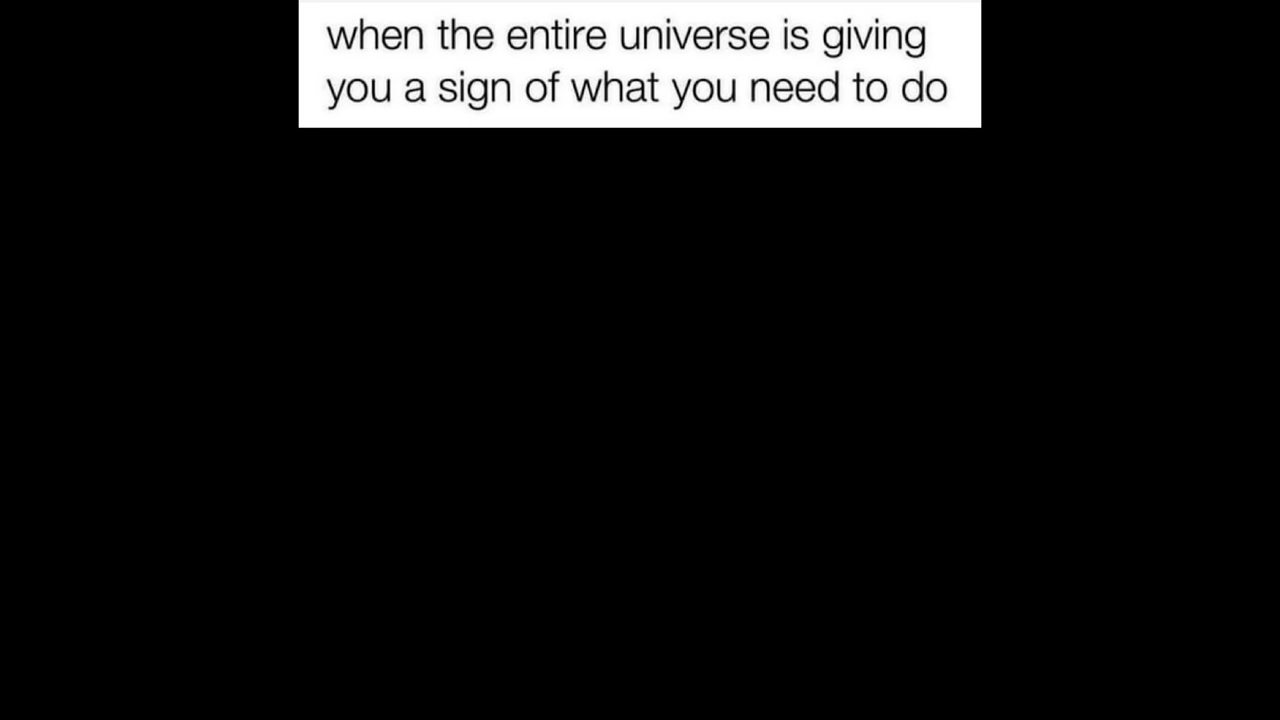 when the entire universe is giving
you a sign of what you need to do